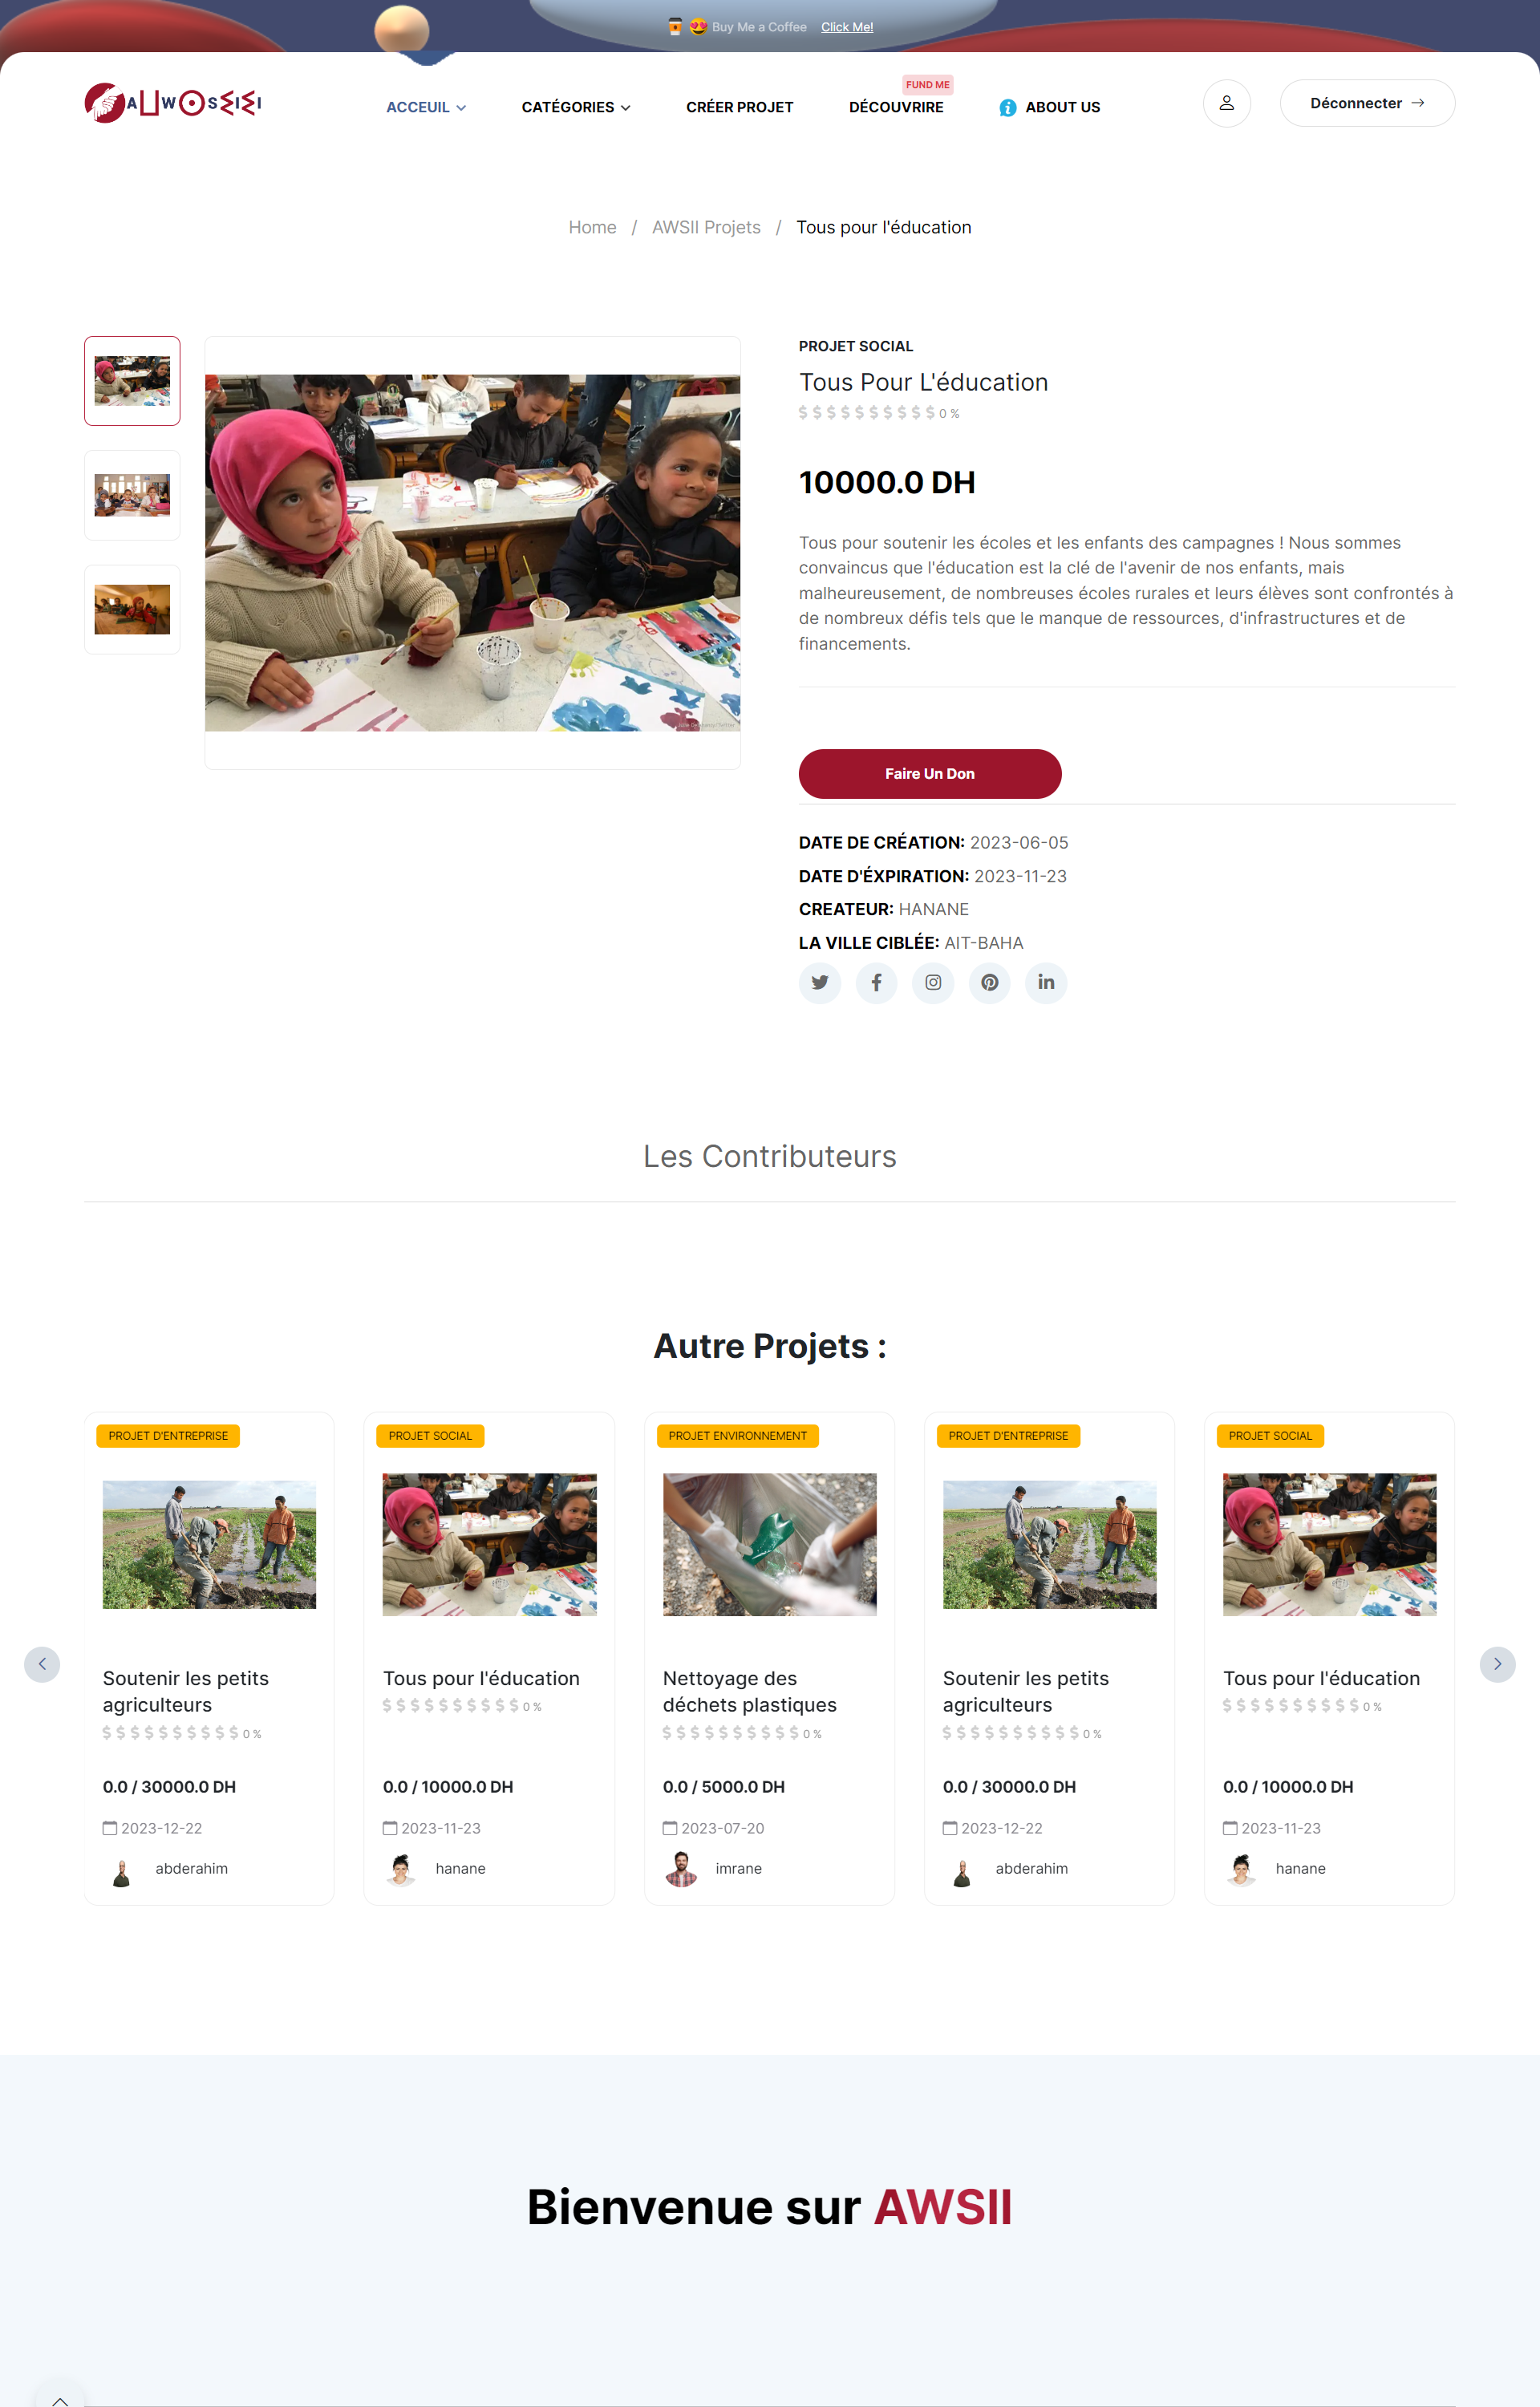 Buy Me a Coffee Click Me!
FUND ME
ACCEUIL CATÉGORIES CRÉER PROJET DÉCOUVRIRE ABOUT US Déconnecter
Home / AWSII Projets / Tous pour l'éducation
PROJET SOCIAL
Tous Pour L'éducation
$ $ $ $ $ $ $ $ $ $ 0 %
10000.0 DH
Tous pour soutenir les écoles et les enfants des campagnes ! Nous sommes
convaincus que l'éducation est la clé de l'avenir de nos enfants, mais
malheureusement, de nombreuses écoles rurales et leurs élèves sont confrontés à
de nombreux défis tels que le manque de ressources, d'infrastructures et de
financements.
Faire Un Don
DATE DE CRÉATION: 2023-06-05
DATE D'ÉXPIRATION: 2023-11-23
CREATEUR: HANANE
LA VILLE CIBLÉE: AIT-BAHA
Les Contributeurs
Autre Projets :
PROJET D'ENTREPRISE
Soutenir les petits
agriculteurs
$ $ $ $ $ $ $ $ $ $ 0 %
0.0 / 30000.0 DH
2023-12-22
abderahim
PROJET SOCIAL
Tous pour l'éducation
$ $ $ $ $ $ $ $ $ $ 0 %
0.0 / 10000.0 DH
2023-11-23
hanane
PROJET ENVIRONNEMENT
Nettoyage des
déchets plastiques
$ $ $ $ $ $ $ $ $ $ 0 %
0.0 / 5000.0 DH
2023-07-20
imrane
PROJET D'ENTREPRISE
Soutenir les petits
agriculteurs
$ $ $ $ $ $ $ $ $ $ 0 %
0.0 / 30000.0 DH
2023-12-22
abderahim
PROJET SOCIAL
Tous pour l'éducation
$ $ $ $ $ $ $ $ $ $ 0 %
0.0 / 10000.0 DH
2023-11-23
hanane
Bienvenue sur AWSII